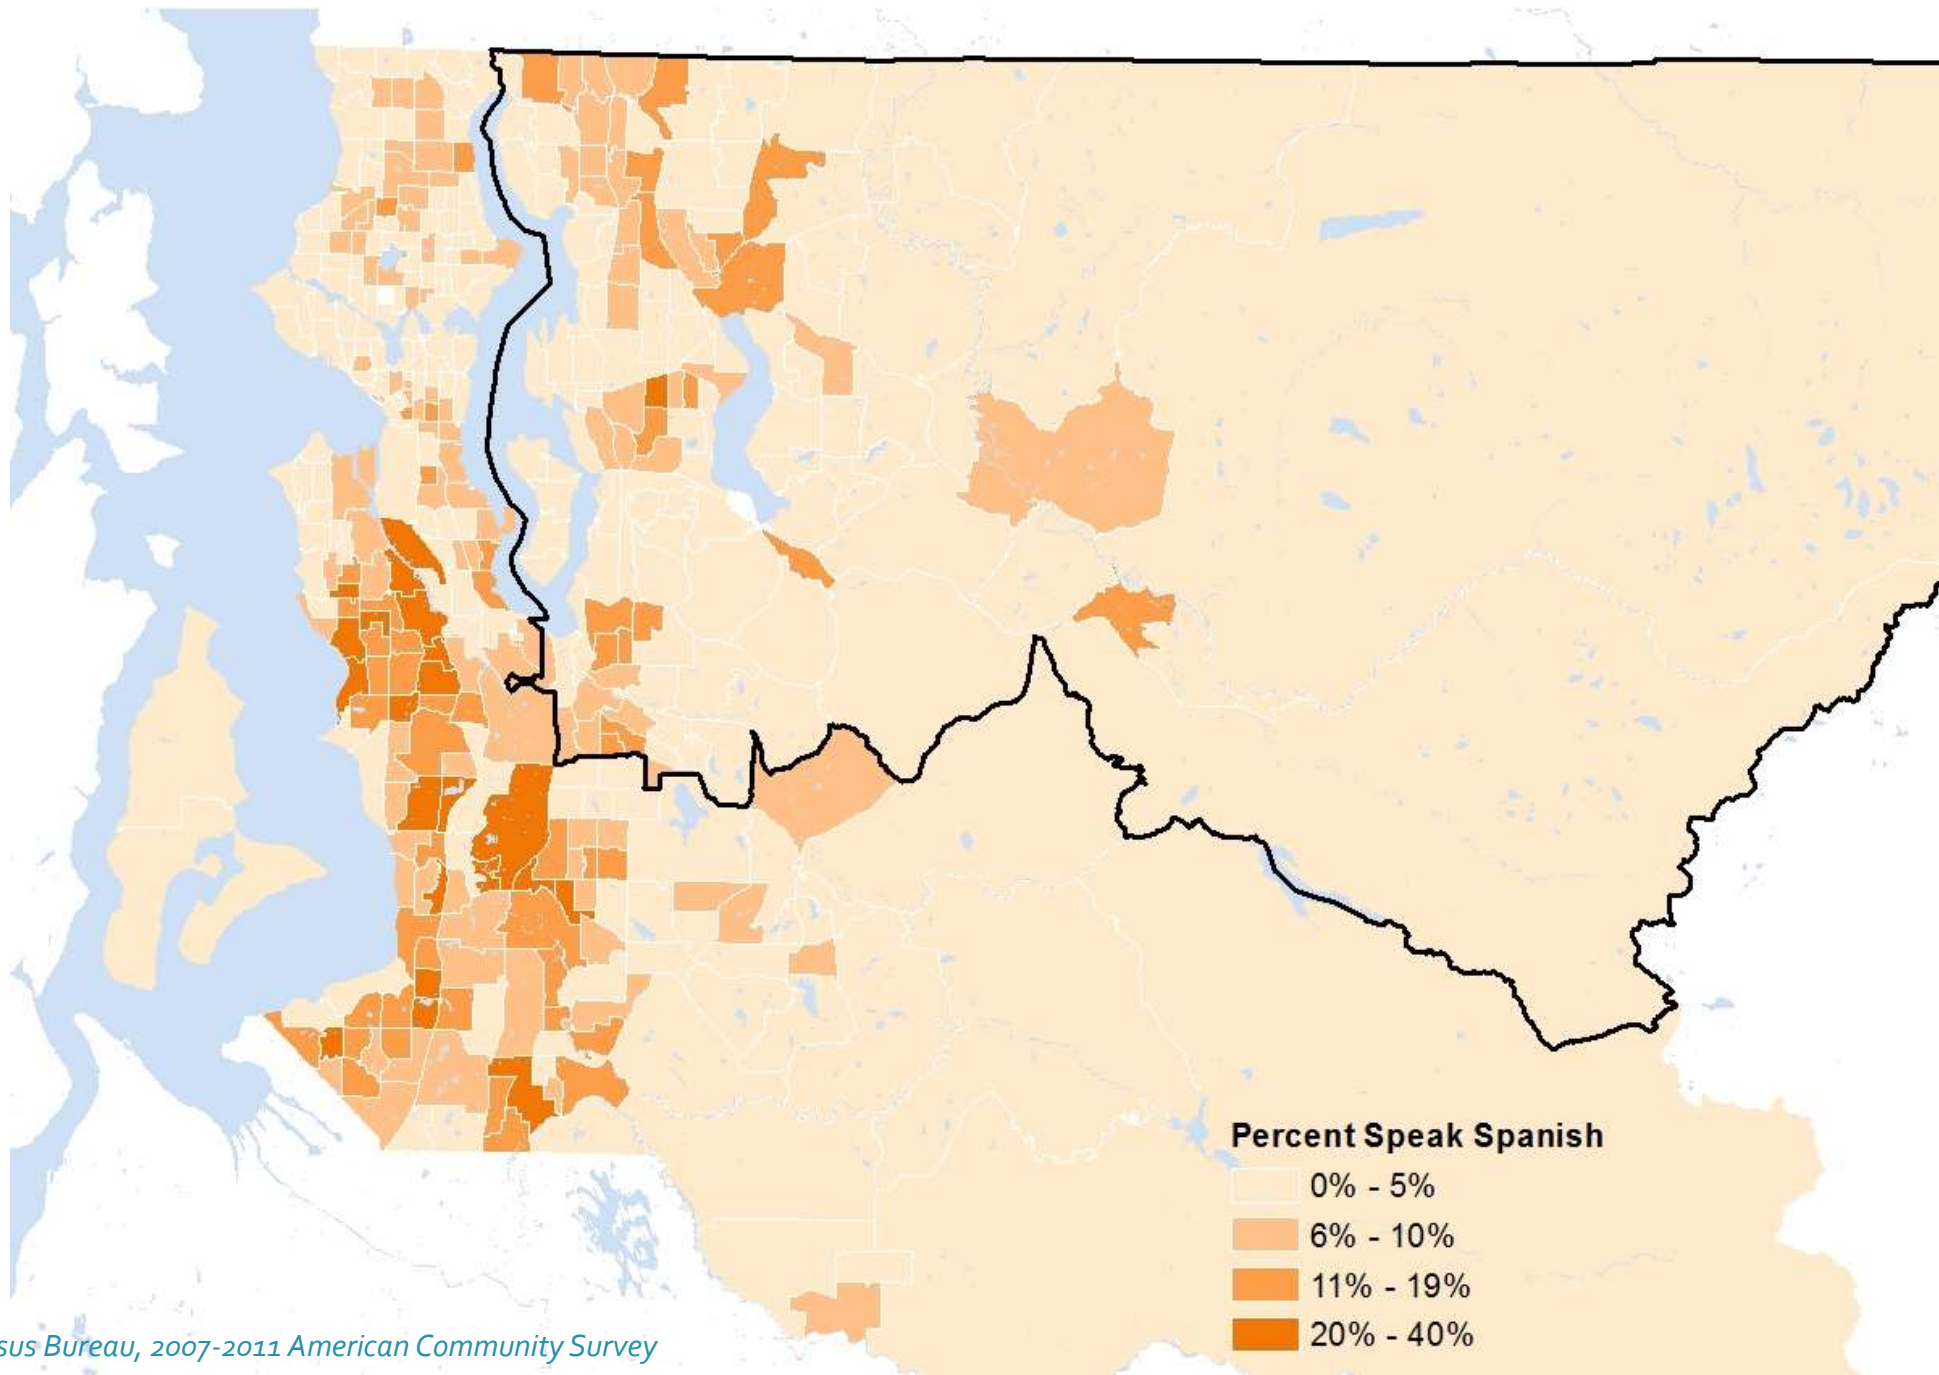 Percent Speak Spanish
0% - 5%
6% - 10%
11% - 19%
20% - 40%
sus Bureau, 2007-2011 American Community Survey